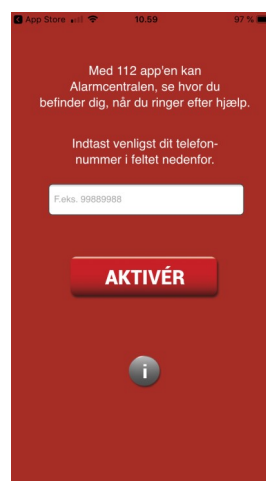 App Store 10.59 97 %
Med 112 app'en kan
Alarmcentralen, se hvor du
befinder dig, når du ringer efter hjælp.
Indtast venligst dit telefon-
nummer i feltet nedenfor.
F.eks. 99889988
AKTIVÉR
i